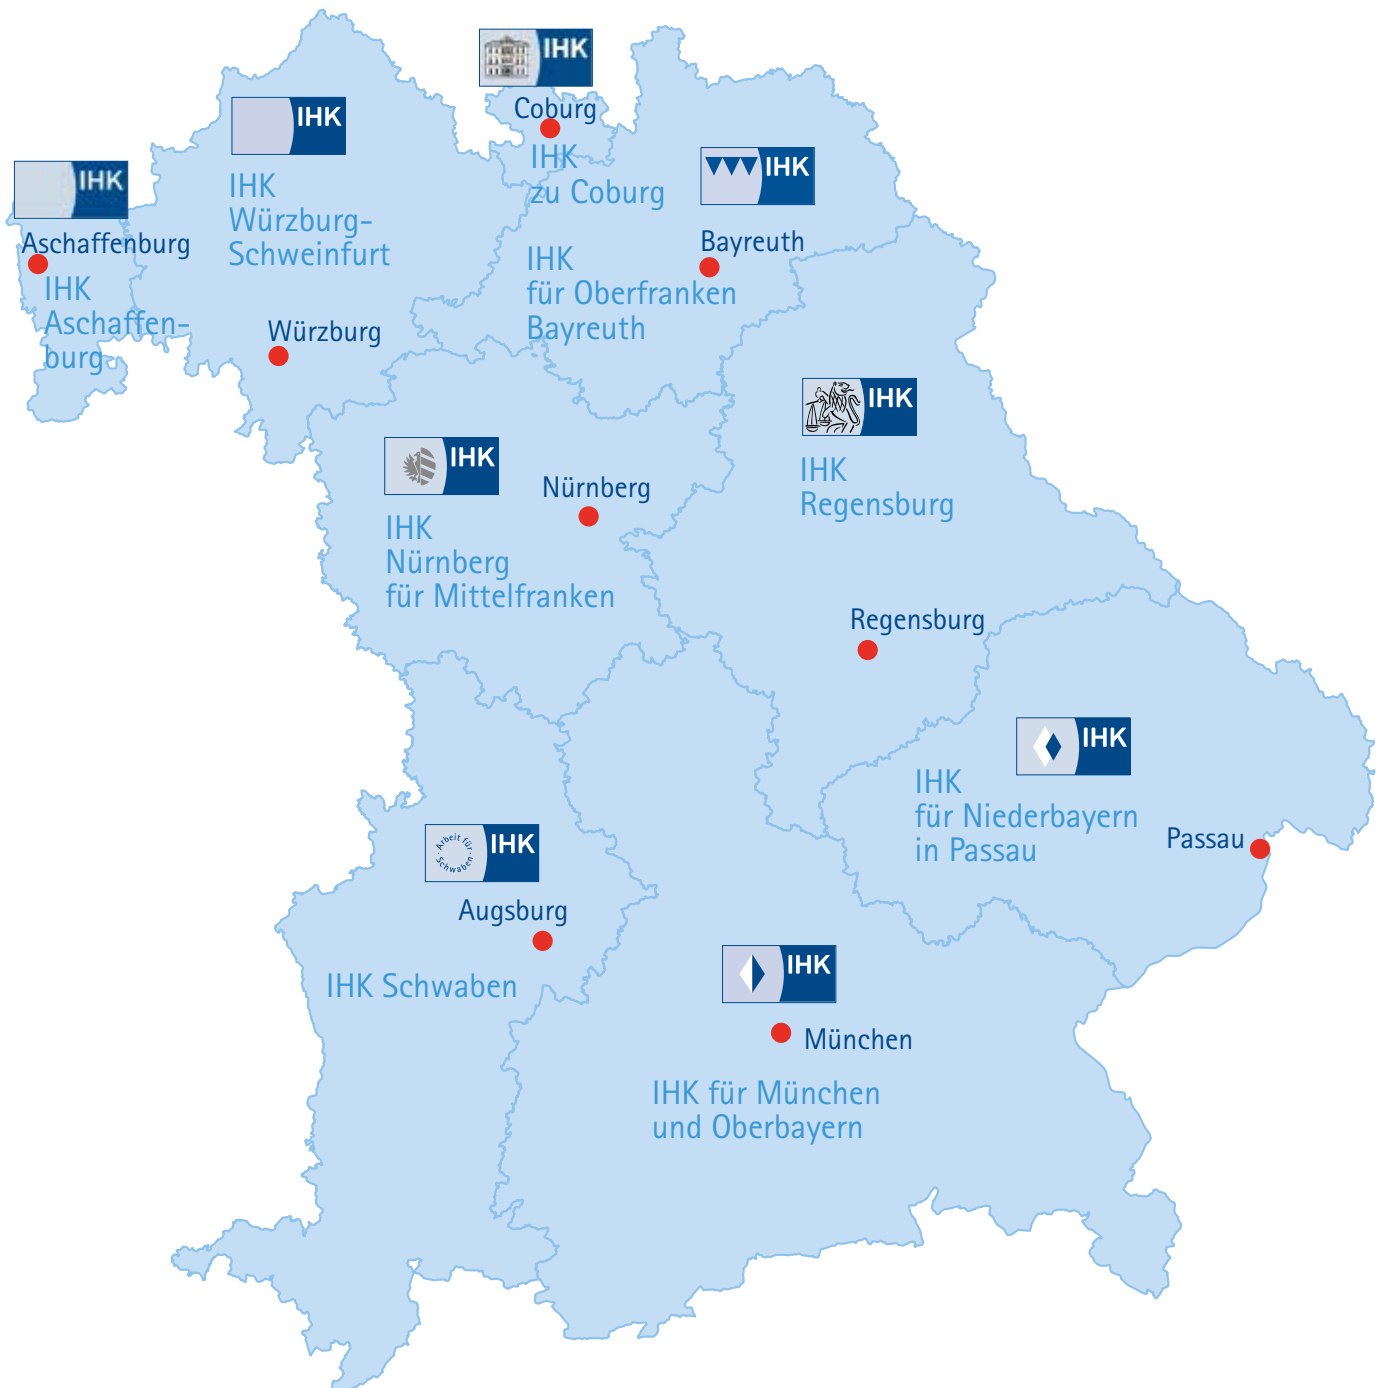 IHK
Coburg
IHK
zu Coburg
IHK
IHK
Würzburg-
Schweinfurt
Würzburg
IHK
Aschaffenburg
IHK
Aschaffen-
burg
IHK
Bayreuth
IHK
für Oberfranken
Bayreuth
IHK
IHK
Regensburg
Regensburg
IHK
Nürnberg
IHK
Nürnberg
für Mittelfranken
IHK
IHK
für Niederbayern
in Passau
Passau
· Arbeit für ·
Schwaben
IHK
Augsburg
IHK Schwaben
IHK
München
IHK für München
und Oberbayern